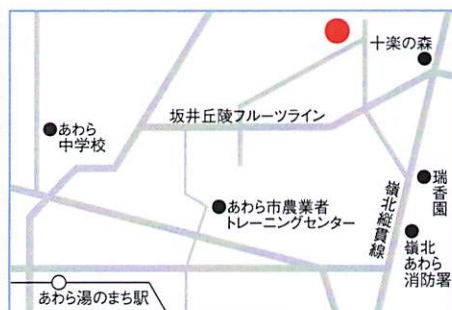 十楽の森
坂井丘陵フルーツライン
あわら
中学校
瑞香園
あわら市農業者
トレーニングセンター
嶺北縦貫線
嶺北
あわら
消防署
あわら湯のまち駅